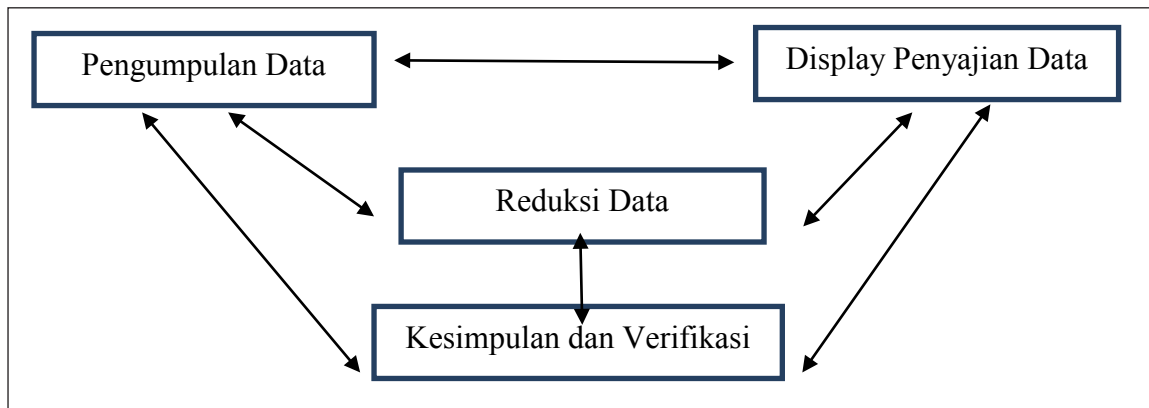 Pengumpulan Data
Display Penyajian Data
Reduksi Data
Kesimpulan dan Verifikasi